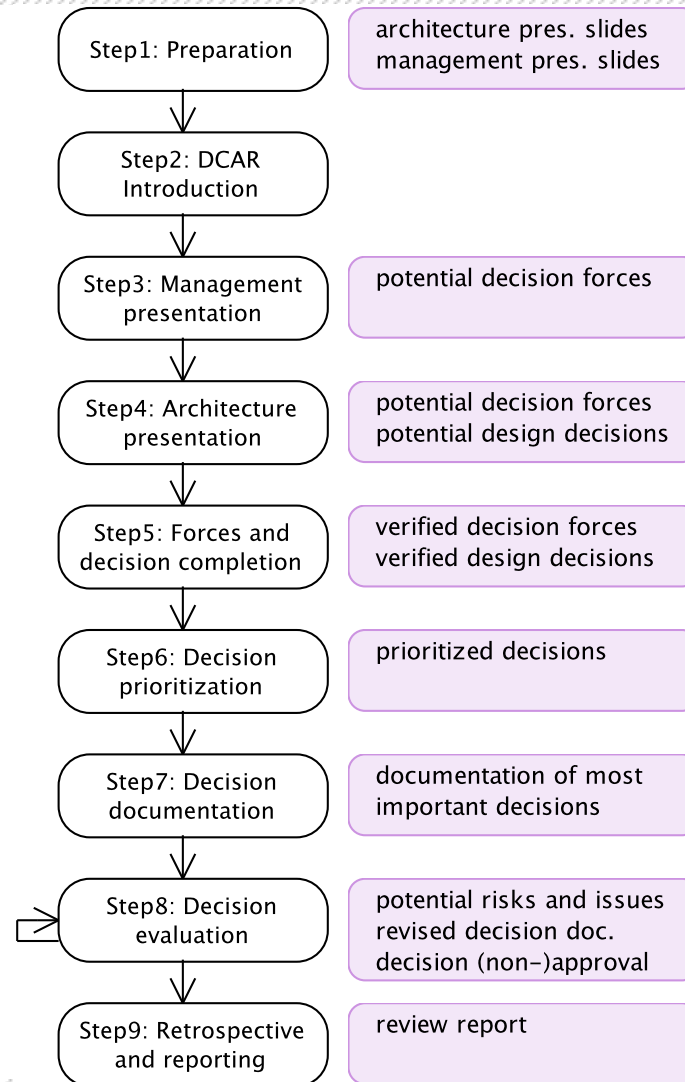 Step1: Preparation
architecture pres. slides
management pres. slides
Step2: DCAR
Introduction
Step3: Management
presentation
potential decision forces
Step4: Architecture
presentation
potential decision forces
potential design decisions
Step5: Forces and
decision completion
verified decision forces
verified design decisions
Step6: Decision
prioritization
prioritized decisions
Step7: Decision
documentation
documentation of most
important decisions
Step8: Decision
evaluation
potential risks and issues
revised decision doc.
decision (non-)approval
Step9: Retrospective
and reporting
review report